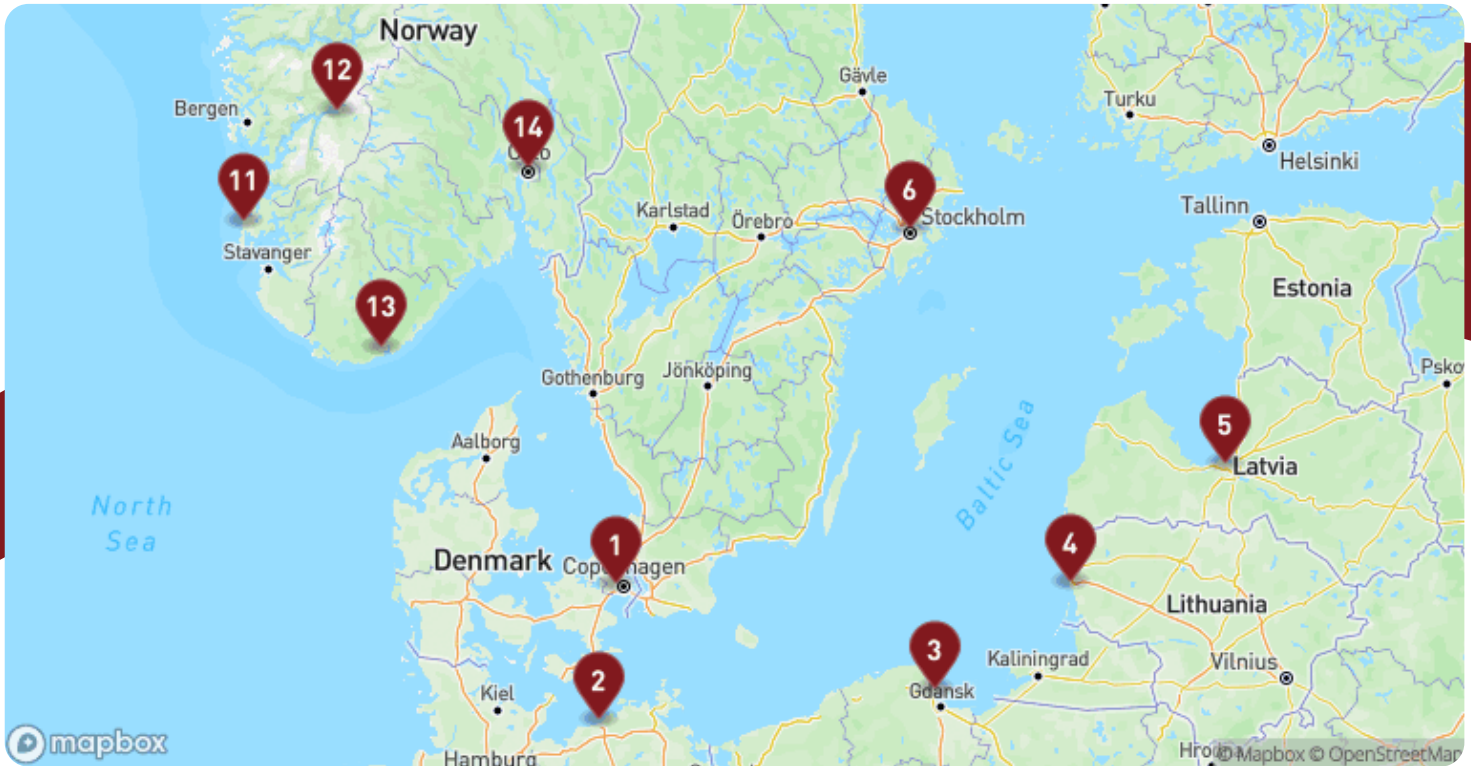 Norway
12
Gävle
Bergen
Turku
14
Helsinki
11
6
Tallinn
Karlstad
Örebro
Stockholm
Stavanger
Estonia
13
Gothenburg
Jönköping
5
Aalborg
Latvia
Baltic Sea
North
Sea
1
4
Denmark
Copenhagen
Lithuania
3
Kaliningrad
Vilnius
2
Kiel
Gdansk
mapbox
Hamburg
© Mapbox © OpenStreetMap